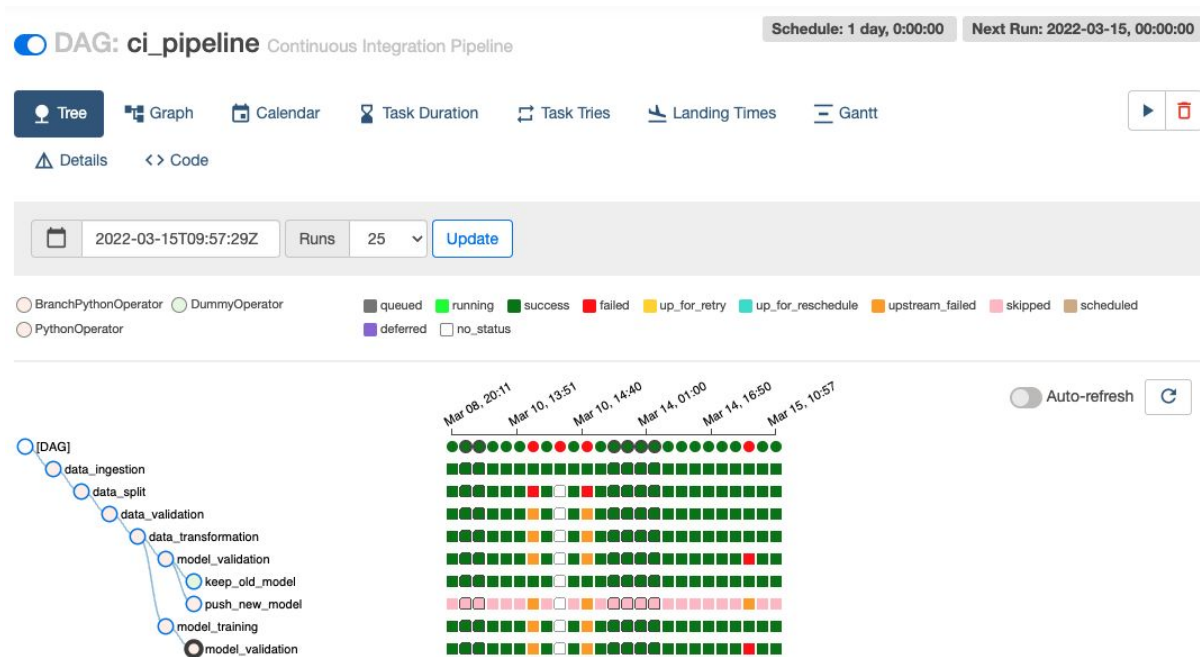 DAG: ci_pipeline Continuous Integration Pipeline
Schedule: 1 day, 0:00:00
Next Run: 2022-03-15, 00:00:00
Tree
Graph
Calendar
Task Duration
Task Tries
Landing Times
Gantt
Details
Code
2022-03-15T09:57:29Z
Runs
25
Update
BranchPythonOperator
DummyOperator
PythonOperator
queued
running
success
failed
up_for_retry
up_for_reschedule
upstream_failed
skipped
scheduled
deferred
no_status
Mar 08, 20:11
Mar 10, 13:51
Mar 10, 14:40
Mar 14, 01:00
Mar 14, 16:50
Mar 15, 10:57
Auto-refresh
[DAG]
data_ingestion
data_split
data_validation
data_transformation
model_validation
keep_old_model
push_new_model
model_training
model_validation